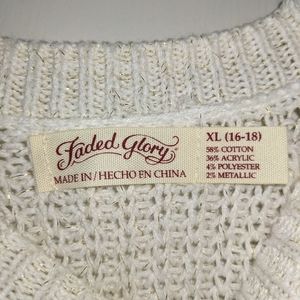 Faded Glory
MADE IN / HECHO EN CHINA
XL (16-18)
58% COTTON
36% ACRYLIC
4% POLYESTER
2% METALLIC